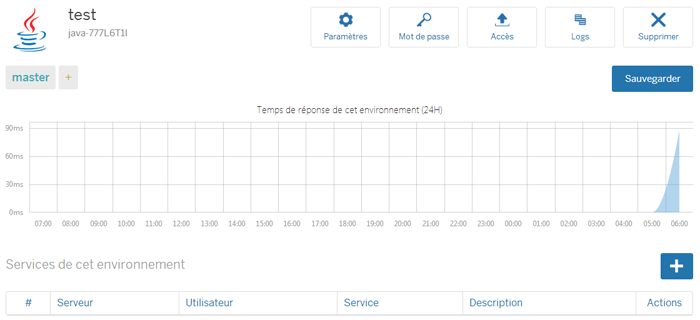 test
java-777L6T1I
Paramètres
Mot de passe
Accès
Logs
Supprimer
master
+
Sauvegarder
Temps de réponse de cet environnement (24H)
90ms
60ms
30ms
0ms
07:00 08:00 09:00 10:00 11:00 12:00 13:00 14:00 15:00 16:00 17:00 18:00 19:00 20:00 21:00 22:00 23:00 00:00 01:00 02:00 03:00 04:00 05:00 06:00
Services de cet environnement
# Serveur Utilisateur Service Description Actions